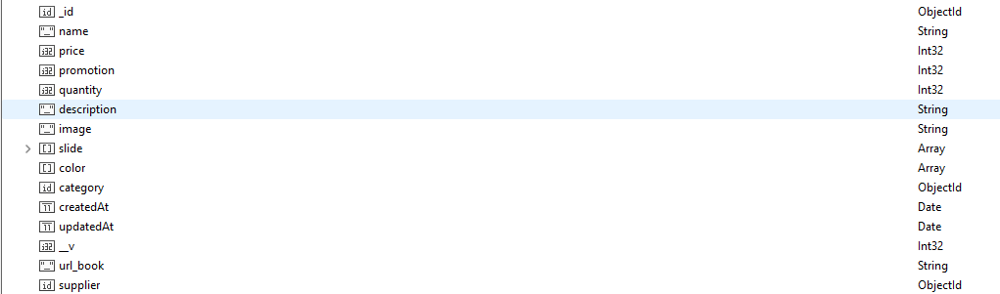 _id ObjectId
name String
price Int32
promotion Int32
quantity Int32
description String
image String
slide Array
color Array
category ObjectId
createdAt Date
updatedAt Date
__v Int32
url_book String
supplier ObjectId